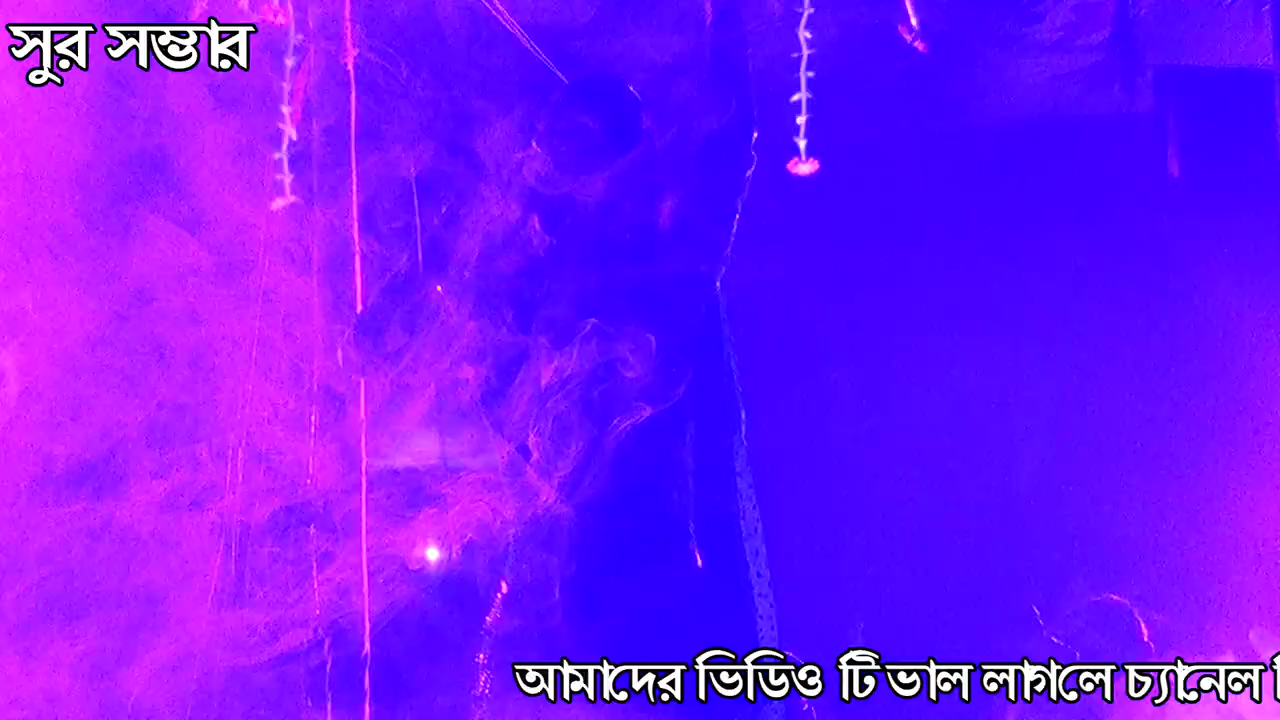 সুর সম্ভার
আমাদের ভিডিও টি ভাল লাগলে চ্যানেল